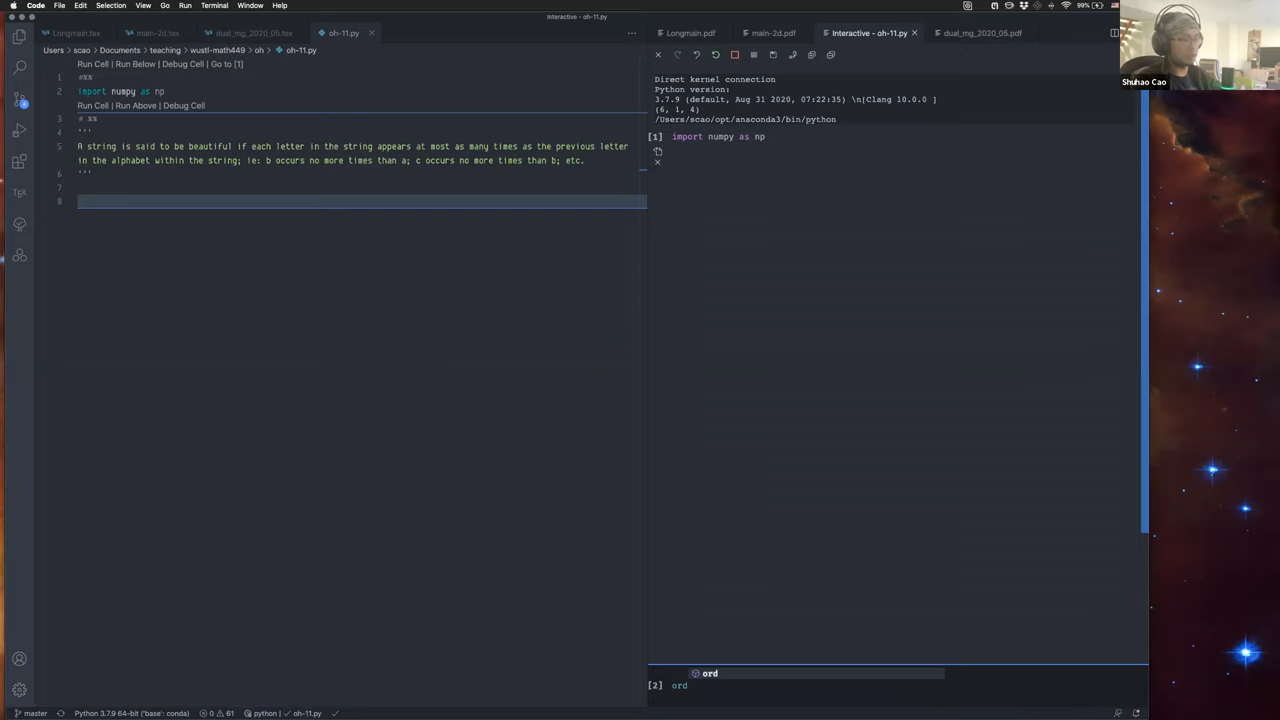 Code File Edit Selection View Go Run Terminal Window Help 99%
Interactive - oh-11.py
Longmain.tex main-2d.tex dual_mg_2020_05.tex oh-11.py
Longmain.pdf main-2d.pdf Interactive - oh-11.py dual_mg_2020_05.pdf
Users scao Documents teaching wustl-math449 oh oh-11.py
Run Cell | Run Below | Debug Cell | Go to [1]
1 #%%
2 import numpy as np
Run Cell | Run Above | Debug Cell
3 # %%
4 '''
5 A string is said to be beautiful if each letter in the string appears at most as many times as the previous letter
in the alphabet within the string; ie: b occurs no more times than a; c occurs no more times than b; etc.
6 '''
7
8
4
TEX
Direct kernel connection
Python version:
3.7.9 (default, Aug 31 2020, 07:22:35) \n[Clang 10.0.0 ]
(6, 1, 4)
/Users/scao/opt/anaconda3/bin/python
[1] import numpy as np
Shuhao Cao
ord
[2] ord
master Python 3.7.9 64-bit ('base': conda) 0 61 python | oh-11.py